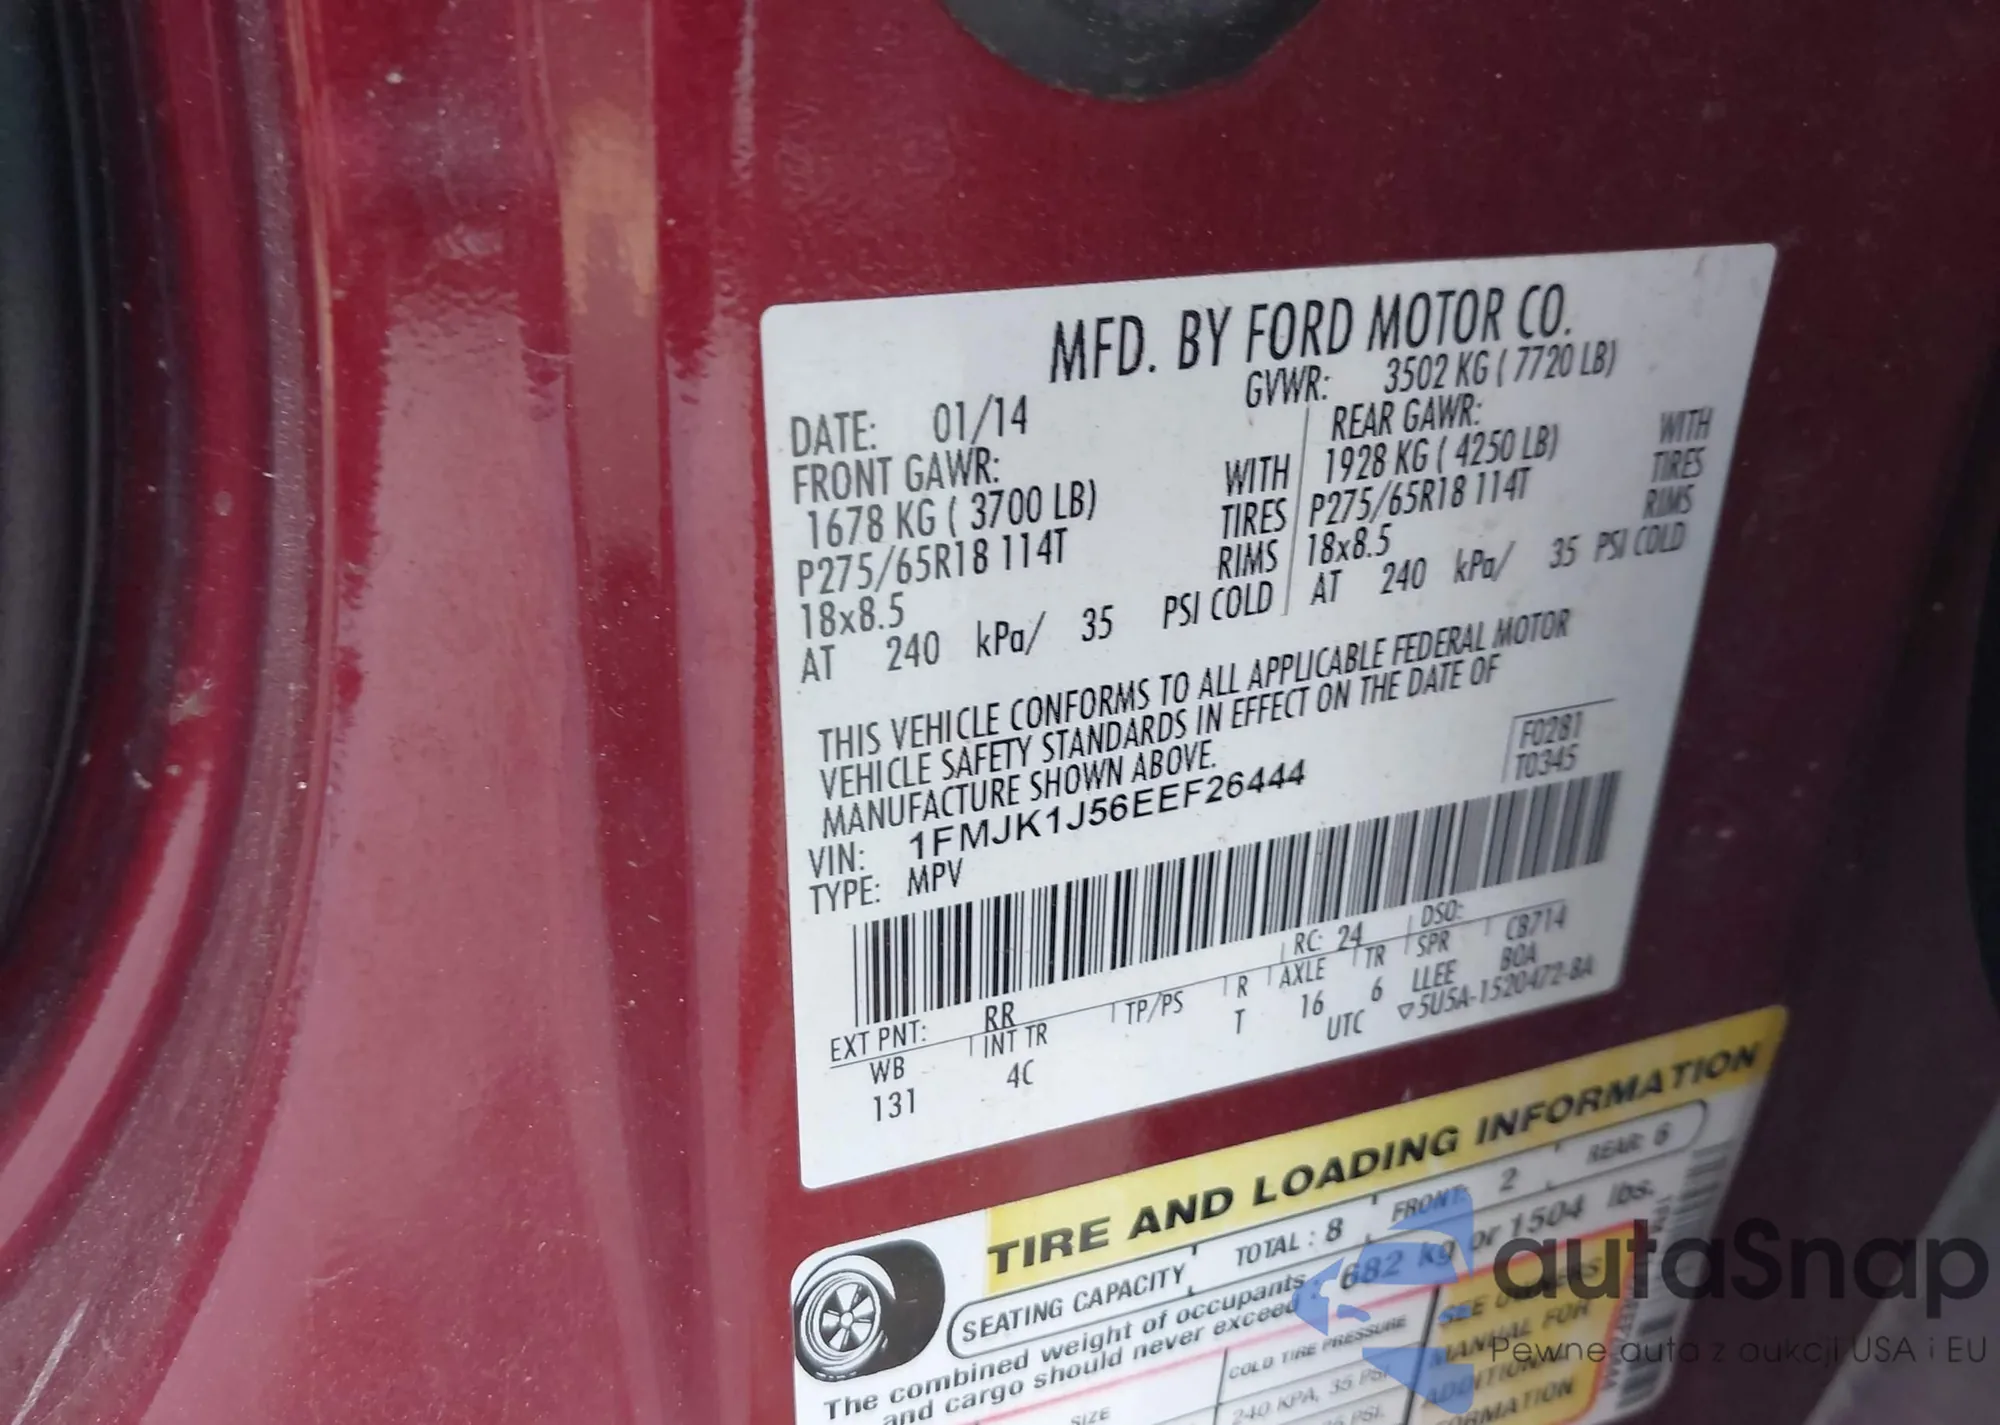 MFD. BY FORD MOTOR CO.
DATE: 01/14
GVWR: 3502 KG ( 7720 LB)
FRONT GAWR:
1678 KG ( 3700 LB) WITH
P275/65R18 114T TIRES
18x8.5 RIMS
AT 240 kPa/ 35 PSI COLD
REAR GAWR:
1928 KG ( 4250 LB) WITH
P275/65R18 114T TIRES
18x8.5 RIMS
AT 240 kPa/ 35 PSI COLD
THIS VEHICLE CONFORMS TO ALL APPLICABLE FEDERAL MOTOR
VEHICLE SAFETY STANDARDS IN EFFECT ON THE DATE OF
MANUFACTURE SHOWN ABOVE.
F0281
T0345
VIN: 1FMJK1J56EEF26444
TYPE: MPV
EXT PNT: RR RC: 24 DSO: C8714
WB INT TR TP/PS R AXLE TR SPR BOA
131 4C T 16 6 LLEE
UTC ▽5U5A-1520472-BA
TIRE AND LOADING INFORMATION
SEATING CAPACITY TOTAL : 8 FRONT: 2 REAR: 6
The combined weight of occupants
and cargo should never exceed 682 kg or 1504 lbs.
SIZE
COLD TIRE PRESSURE
240 KPA, 35 PSI
PSI.
SEE OWNERS
MANUAL FOR
autaSnap
Pewne auta z aukcji USA i EU